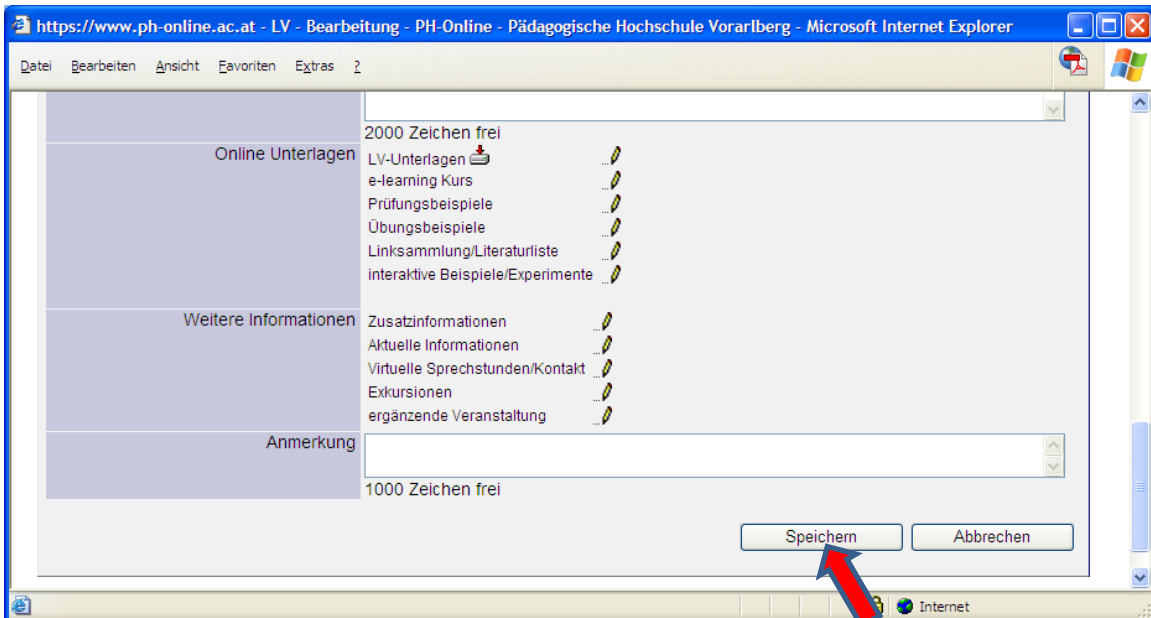 https://www.ph-online.ac.at - LV - Bearbeitung - PH-Online - Pädagogische Hochschule Vorarlberg - Microsoft Internet Explorer
Datei Bearbeiten Ansicht Favoriten Extras ?
2000 Zeichen frei
Online Unterlagen
LV-Unterlagen ...
e-learning Kurs ...
Prüfungsbeispiele ...
Übungsbeispiele ...
Linksammlung/Literaturliste ...
interaktive Beispiele/Experimente ...
Weitere Informationen
Zusatzinformationen ...
Aktuelle Informationen ...
Virtuelle Sprechstunden/Kontakt ...
Exkursionen ...
ergänzende Veranstaltung ...
Anmerkung
1000 Zeichen frei
Speichern Abbrechen
Internet